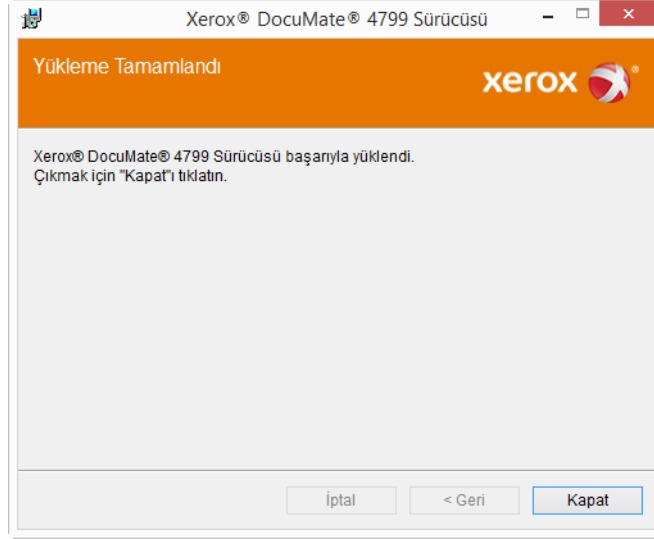 Xerox® DocuMate® 4799 Sürücüsü
Yükleme Tamamlandı
xerox
Xerox® DocuMate® 4799 Sürücüsü başarıyla yüklendi.
Çıkmak için "Kapat"ı tıklatın.
İptal
< Geri
Kapat